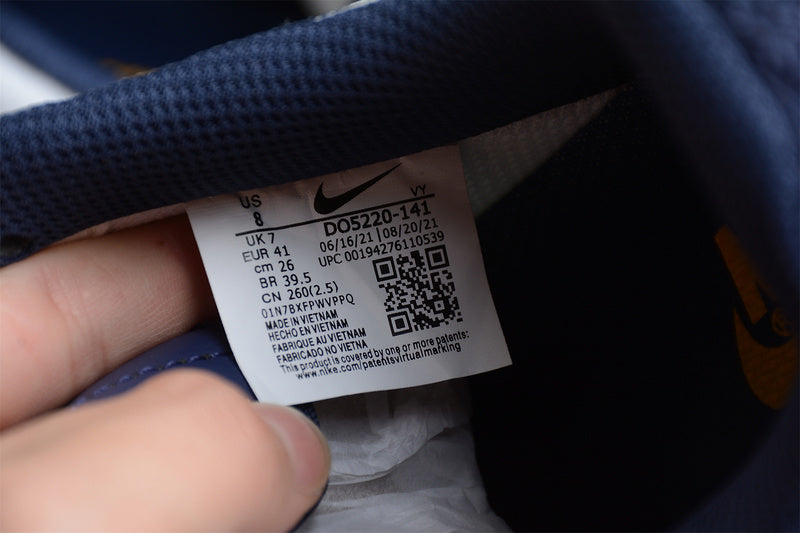 US
8
VY
DO5220-141
06/16/21 | 08/20/21
UPC 00194276110539
UK 7
EUR 41
cm 26
BR 39.5
CN 260(2.5)
01N7BXFPWVPPQ
MADE IN VIETNAM
HECHO EN VIETNAM
FABRIQUE AU VIETNAM
FABRICADO NO VIETNA
This product is covered by one or more patents:
www.nike.com/patentsvirtualmarking